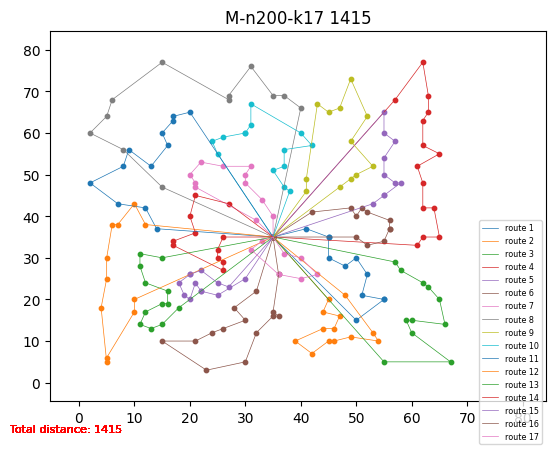 M-n200-k17 1415
80
70
60
50
40
30
20
10
0
0 10 20 30 40 50 60 70 80
route 1
route 2
route 3
route 4
route 5
route 6
route 7
route 8
route 9
route 10
route 11
route 12
route 13
route 14
route 15
route 16
route 17
Total distance: 1415